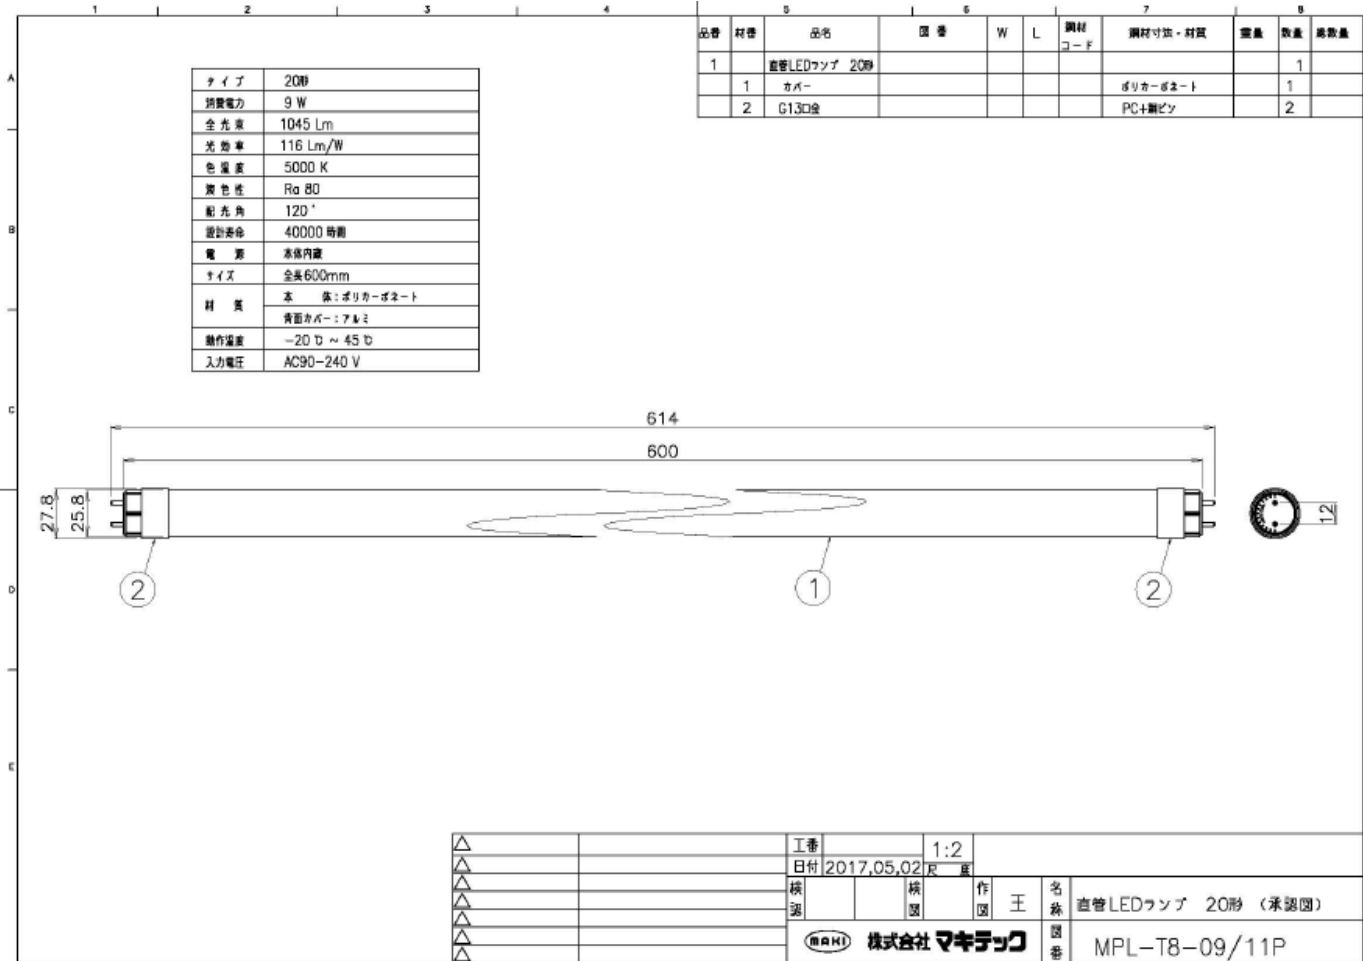 1 2 3 4 5 6 7 8
品番 材番 品名 図番 W L 鋼材コード 鋼材寸法・材質 重量 数量 総数量
1 直管LEDランプ 20形 1
1 カバー ポリカーボネート 1
2 G13口金 PC+銅ピン 2
A
B
C
D
E
タイプ 20形
消費電力 9 W
全光束 1045 Lm
光効率 116 Lm/W
色温度 5000 K
演色性 Ra 80
配光角 120°
設計寿命 40000 時間
電源 本体内蔵
サイズ 全長600mm
材質 本体:ポリカーボネート
背面カバー:アルミ
動作温度 -20℃ ~ 45℃
入力電圧 AC90-240 V
614
600
27.8
25.8
12
2
1
2
工番 1:2
日付 2017,05,02 尺度
検認 検図 作図 王 名称 直管LEDランプ 20形 (承認図)
MAKI 株式会社 マキテック 図番 MPL-T8-09/11P